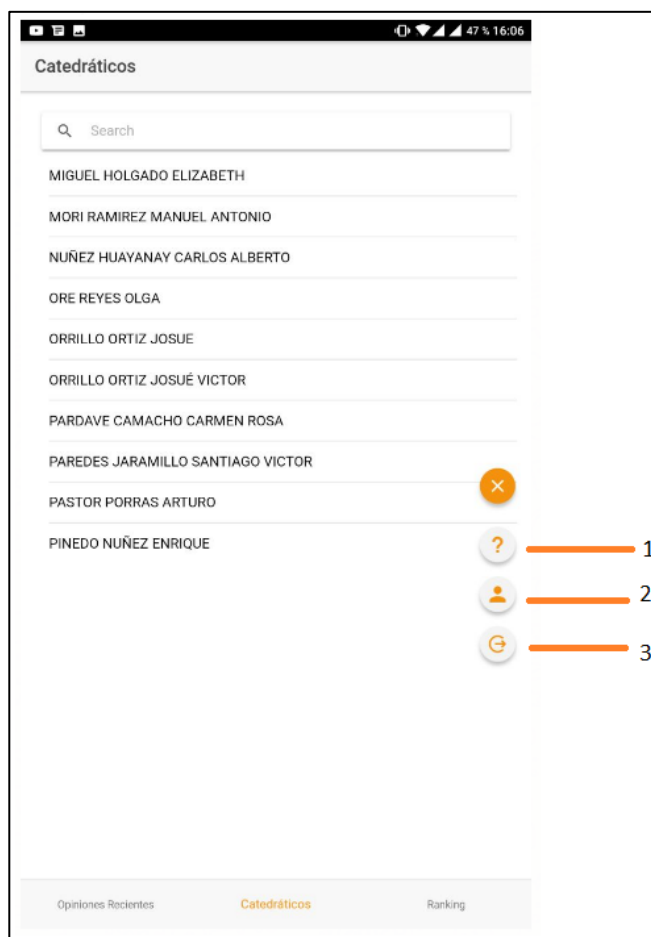 47 % 16:06
Catedráticos
Search
MIGUEL HOLGADO ELIZABETH
MORI RAMIREZ MANUEL ANTONIO
NUÑEZ HUAYANAY CARLOS ALBERTO
ORE REYES OLGA
ORRILLO ORTIZ JOSUE
ORRILLO ORTIZ JOSUÉ VICTOR
PARDAVE CAMACHO CARMEN ROSA
PAREDES JARAMILLO SANTIAGO VICTOR
PASTOR PORRAS ARTURO
PINEDO NUÑEZ ENRIQUE
?
1
2
3
Opiniones Recientes Catedráticos Ranking